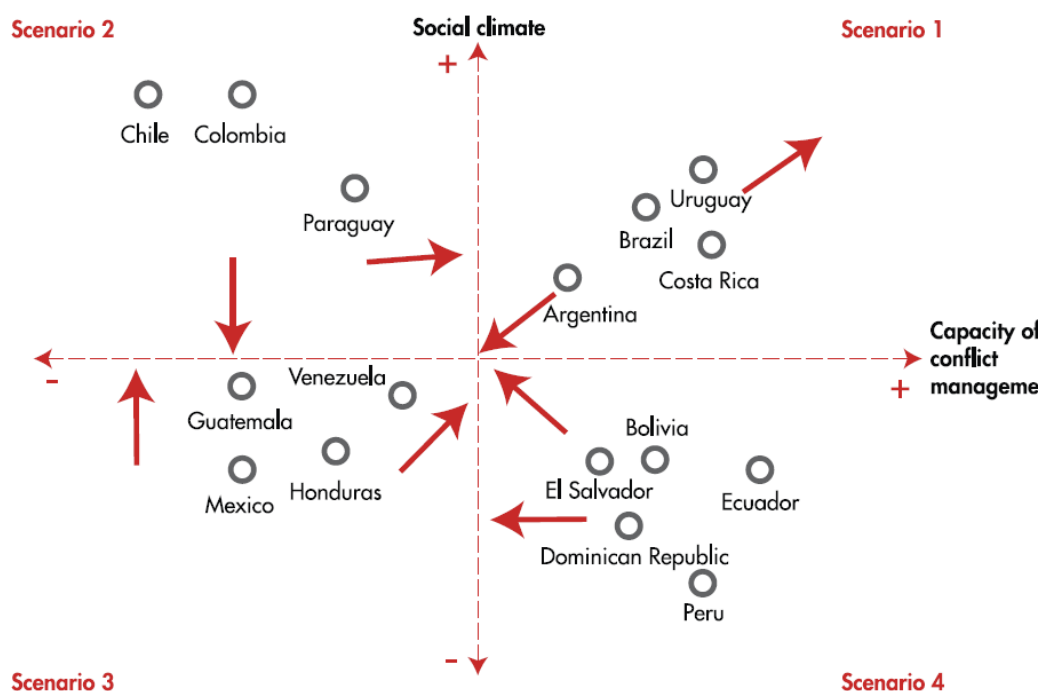 Scenario 2
Social climate
Scenario 1
+
Chile
Colombia
Uruguay
Paraguay
Brazil
Costa Rica
Argentina
Capacity of
conflict
manageme
-
+
Venezuela
Guatemala
Bolivia
Honduras
El Salvador
Mexico
Ecuador
Dominican Republic
Peru
-
Scenario 3
Scenario 4